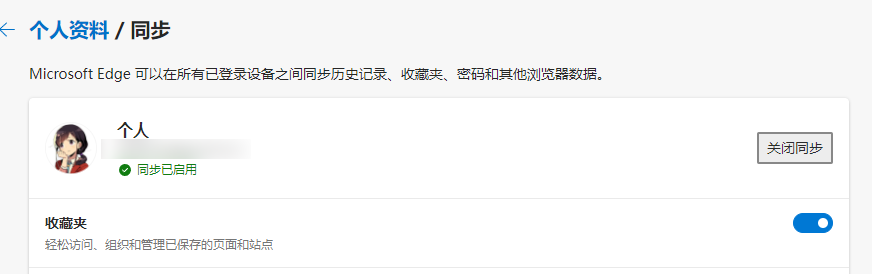 个人资料 / 同步
Microsoft Edge 可以在所有已登录设备之间同步历史记录、收藏夹、密码和其他浏览器数据。
个人
同步已启用
关闭同步
收藏夹
轻松访问、组织和管理已保存的页面和站点